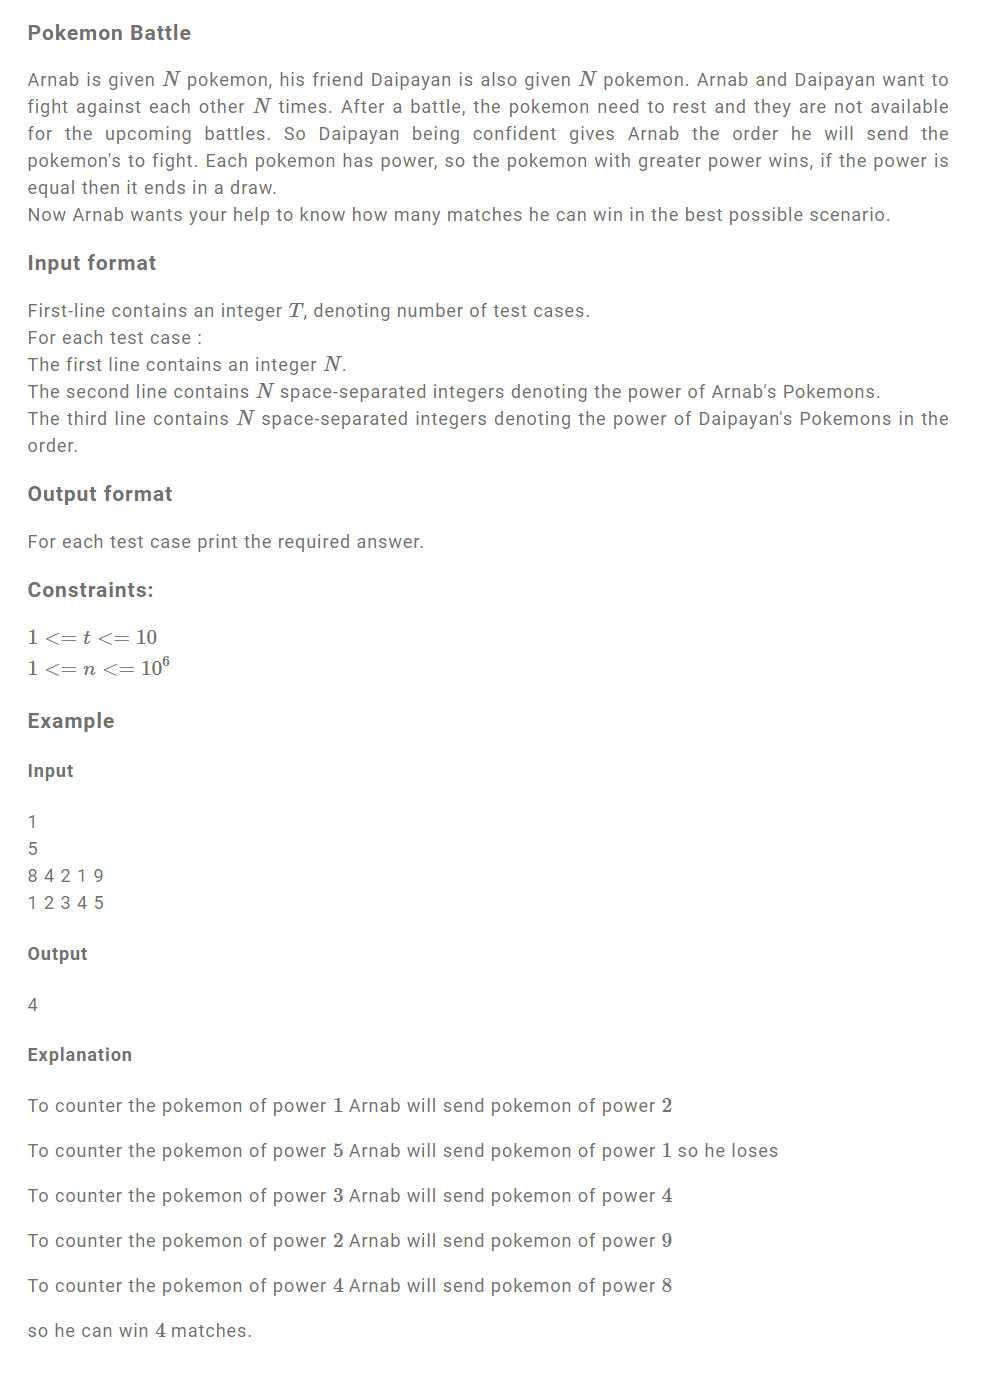 Pokemon Battle
Arnab is given N pokemon, his friend Daipayan is also given N pokemon. Arnab and Daipayan want to
fight against each other N times. After a battle, the pokemon need to rest and they are not available
for the upcoming battles. So Daipayan being confident gives Arnab the order he will send the
pokemon's to fight. Each pokemon has power, so the pokemon with greater power wins, if the power is
equal then it ends in a draw.
Now Arnab wants your help to know how many matches he can win in the best possible scenario.
Input format
First-line contains an integer T, denoting number of test cases.
For each test case :
The first line contains an integer N.
The second line contains N space-separated integers denoting the power of Arnab's Pokemons.
The third line contains N space-separated integers denoting the power of Daipayan's Pokemons in the
order.
Output format
For each test case print the required answer.
Constraints:
1 <= t <= 10
1 <= n <= 10^6
Example
Input
1
5
8 4 2 1 9
1 2 3 4 5
Output
4
Explanation
To counter the pokemon of power 1 Arnab will send pokemon of power 2
To counter the pokemon of power 5 Arnab will send pokemon of power 1 so he loses
To counter the pokemon of power 3 Arnab will send pokemon of power 4
To counter the pokemon of power 2 Arnab will send pokemon of power 9
To counter the pokemon of power 4 Arnab will send pokemon of power 8
so he can win 4 matches.